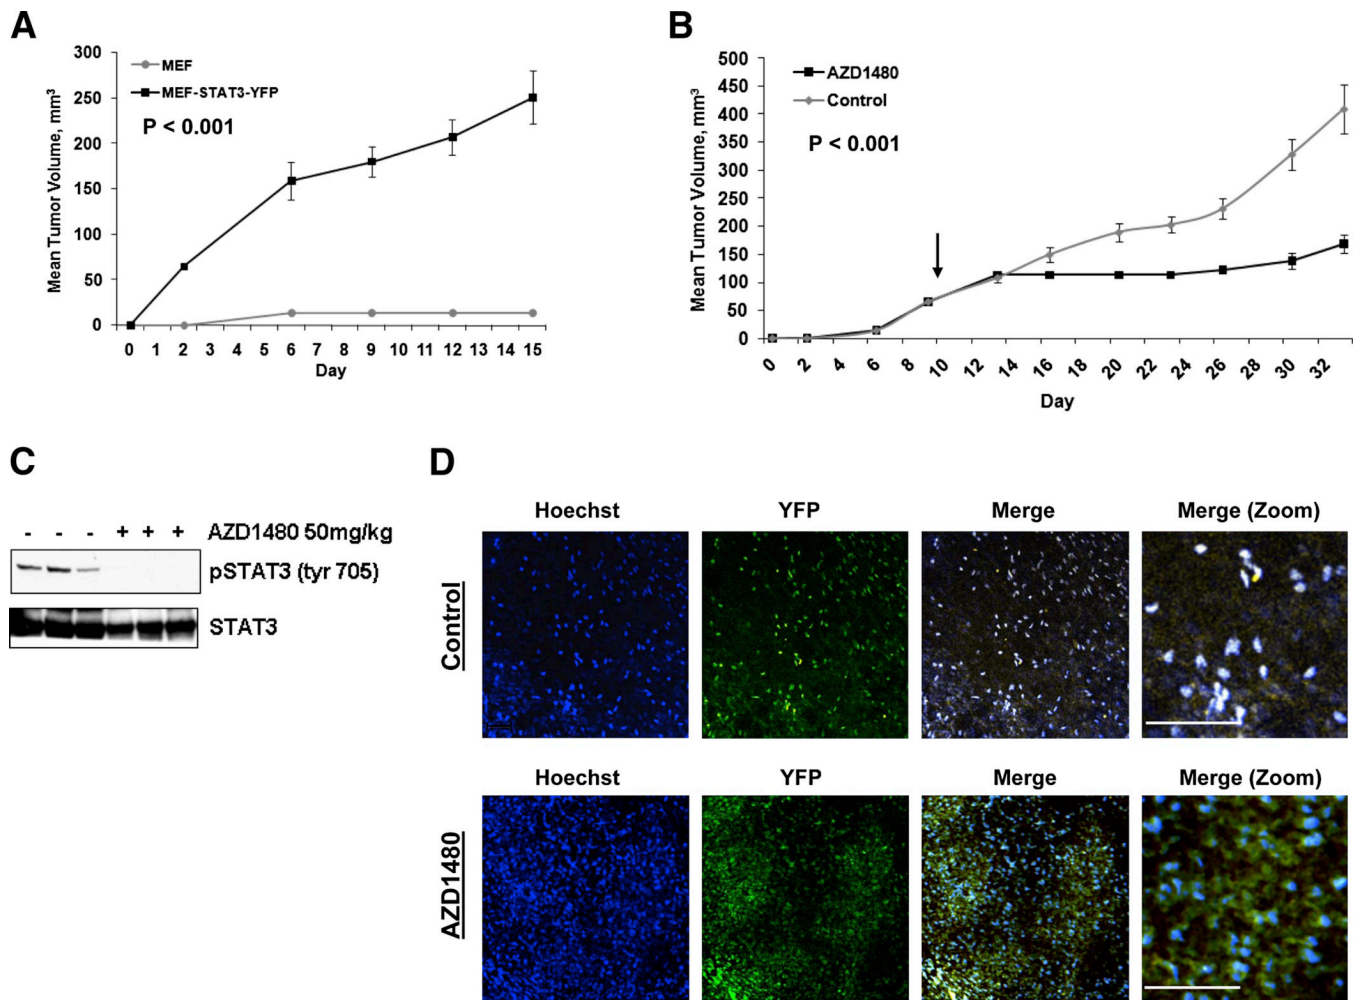 A
300
250
200
150
100
50
0
Mean Tumor Volume, mm³
MEF
MEF-STAT3-YFP
P < 0.001
0 1 2 3 4 5 6 7 8 9 10 11 12 13 14 15
Day
B
500
450
400
350
300
250
200
150
100
50
0
Mean Tumor Volume, mm³
AZD1480
Control
P < 0.001
0 2 4 6 8 10 12 14 16 18 20 22 24 26 28 30 32
Day
C
- - - + + + AZD1480 50mg/kg
pSTAT3 (tyr 705)
STAT3
D
Hoechst YFP Merge Merge (Zoom)
Control
Hoechst YFP Merge Merge (Zoom)
AZD1480